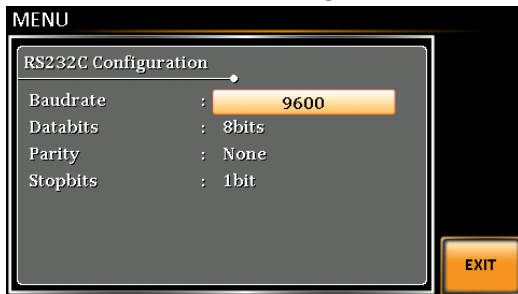 MENU
RS232C Configuration
Baudrate : 9600
Databits : 8bits
Parity : None
Stopbits : 1bit
EXIT